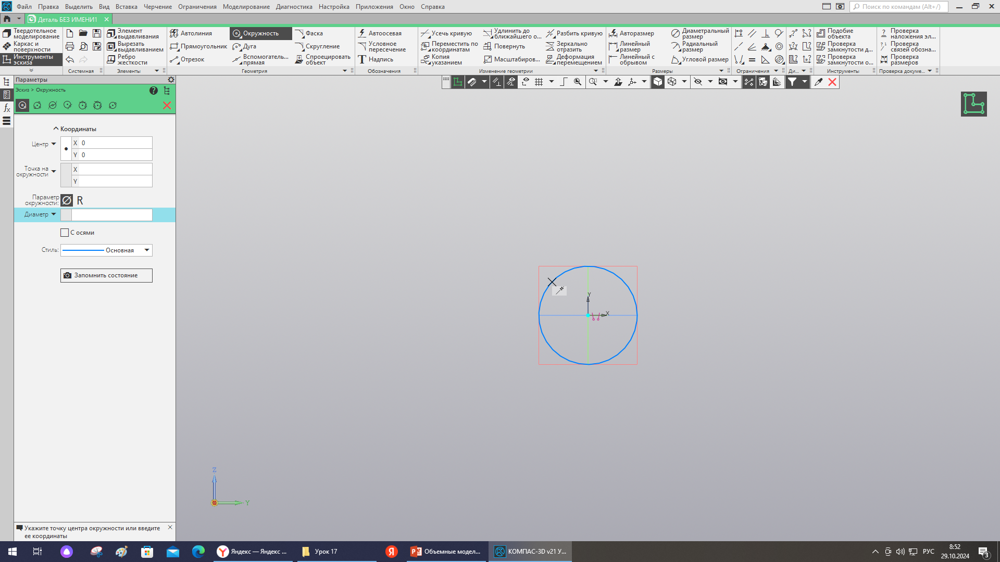 Файл Правка Выделить Вид Вставка Черчение Ограничения Моделирование Диагностика Настройка Приложения Окно Справка
Поиск по командам (Alt+/)
Деталь БЕЗ ИМЕНИ1
Твердотельное
моделирование
Каркас и
поверхности
Инструменты
эскиза
Системная
Элемент
выдавливания
Вырезать
выдавливанием
Ребро
жесткости
Элементы
Автолиния
Прямоугольник
Отрезок
Окружность
Дуга
Вспомогатель...
прямая
Фаска
Скругление
Спроецировать
объект
Геометрия
Автоосевая
Условное
пересечение
Надпись
Обозначения
Усечь кривую
Переместить по
координатам
Копия
указанием
Удлинить до
ближайшего о...
Повернуть
Масштабиров...
Разбить кривую
Зеркально
отразить
Деформация
перемещением
Изменение геометрии
Авторазмер
Линейный
размер
Линейный с
обрывом
Диаметральный
размер
Радиальный
размер
Угловой размер
Размеры
Ограничения
Ди...
Подобие
объекта
Проверка
замкнутости д...
Проверка
замкнутости о...
Инструменты
Проверка
наложения эл...
Проверка
связей обозна...
Проверка
размеров
Проверка докуме...
Параметры
Эскиз > Окружность
Координаты
Центр
X 0
Y 0
Точка на
окружности
X
Y
Параметр
окружности:
R
Диаметр
С осями
Стиль:
Основная
Запомнить состояние
Y
X
Z
Y
Укажите точку центра окружности или введите
ее координаты
Яндекс — Яндекс ...
Урок 17
Объемные модел...
КОМПАС-3D v21 У...
РУС
8:52
29.10.2024
3